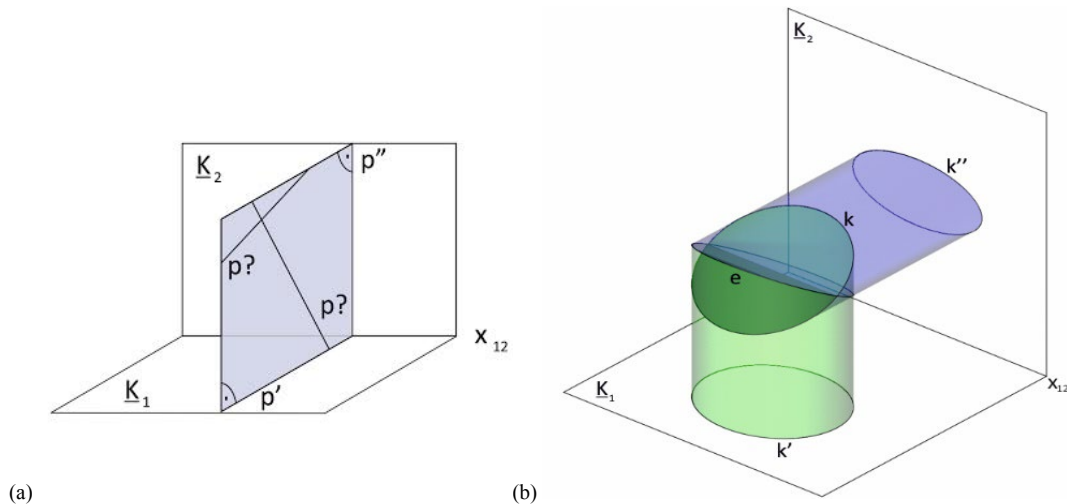 K₂
p″
p?
p?
x₁₂
K₁
p′
(a)
K₂
k″
k
e
x₁₂
K₁
k′
(b)